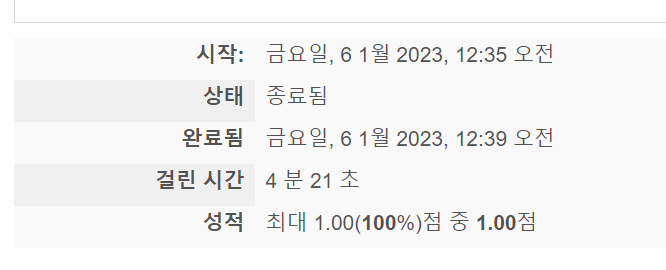 시작: 금요일, 6 1월 2023, 12:35 오전
상태 종료됨
완료됨 금요일, 6 1월 2023, 12:39 오전
걸린 시간 4 분 21 초
성적 최대 1.00(100%)점 중 1.00점